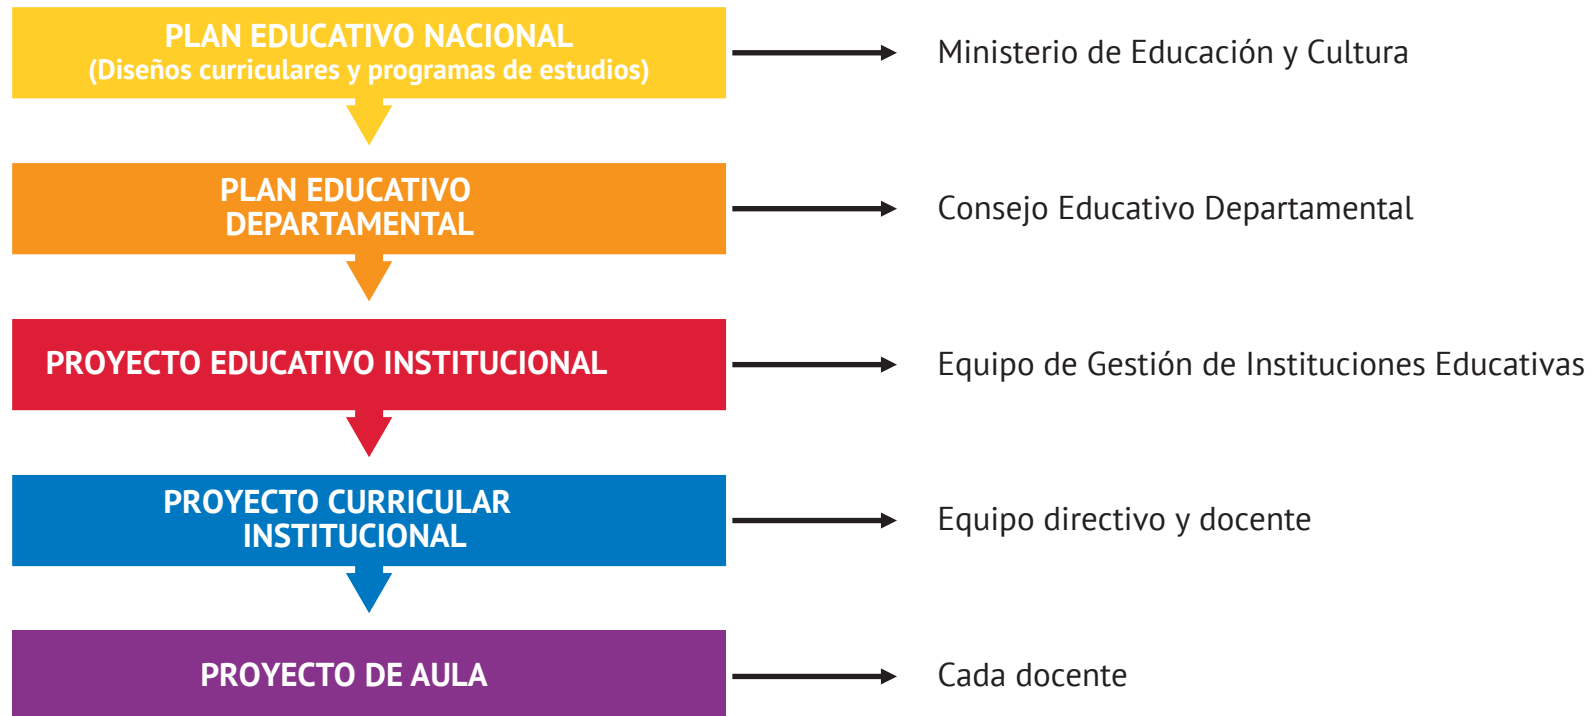 PLAN EDUCATIVO NACIONAL
(Diseños curriculares y programas de estudios)
Ministerio de Educación y Cultura
PLAN EDUCATIVO
DEPARTAMENTAL
Consejo Educativo Departamental
PROYECTO EDUCATIVO INSTITUCIONAL
Equipo de Gestión de Instituciones Educativas
PROYECTO CURRICULAR
INSTITUCIONAL
Equipo directivo y docente
PROYECTO DE AULA
Cada docente